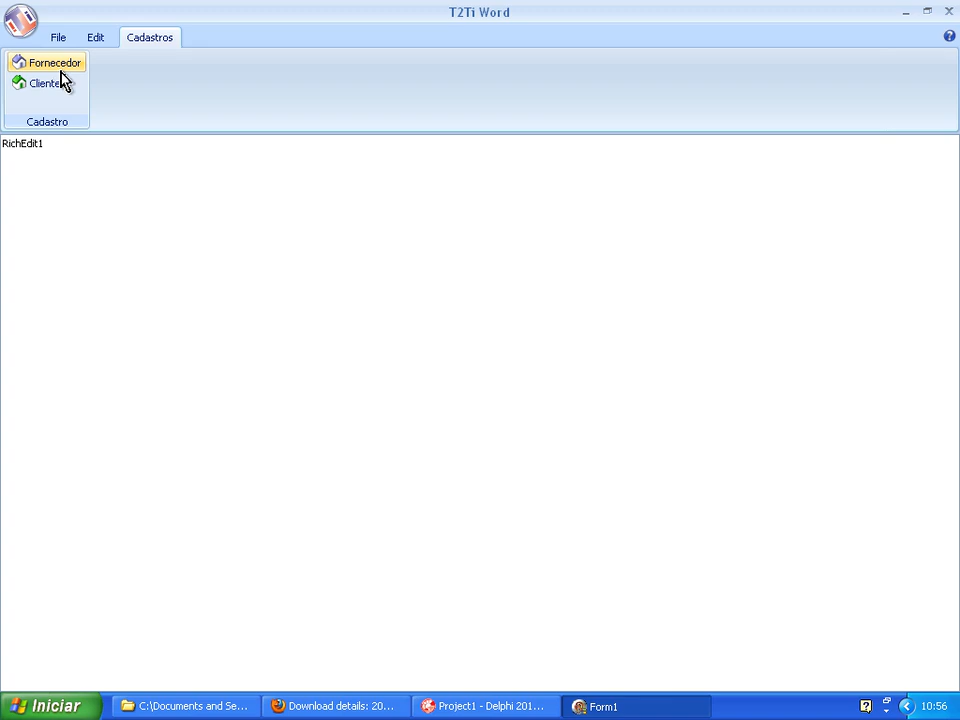 T2Ti Word
File Edit Cadastros
Fornecedor
Cliente
Cadastro
RichEdit1
Iniciar C:\Documents and Se... Download details: 20... Project1 - Delphi 201... Form1 10:56